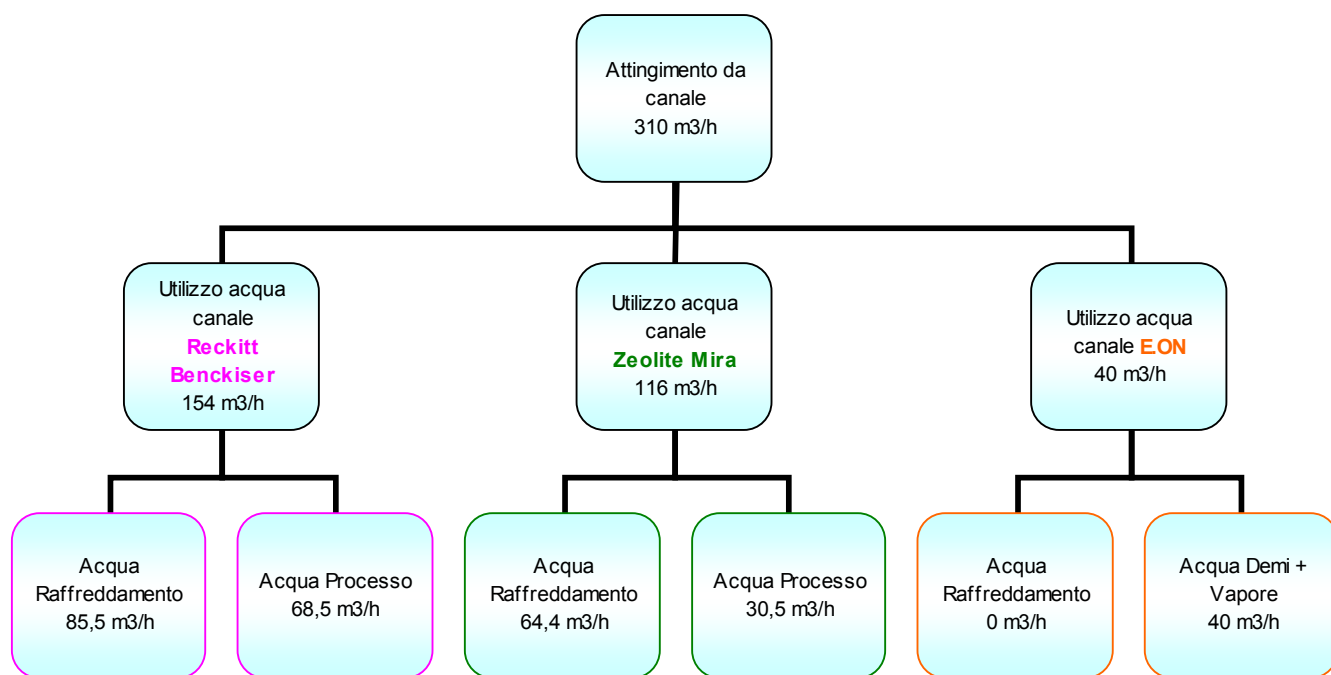 Attingimento da
canale
310 m3/h
Utilizzo acqua
canale
Reckitt
Benckiser
154 m3/h
Utilizzo acqua
canale
Zeolite Mira
116 m3/h
Utilizzo acqua
canale E.ON
40 m3/h
Acqua
Raffreddamento
85,5 m3/h
Acqua Processo
68,5 m3/h
Acqua
Raffreddamento
64,4 m3/h
Acqua Processo
30,5 m3/h
Acqua
Raffreddamento
0 m3/h
Acqua Demi +
Vapore
40 m3/h